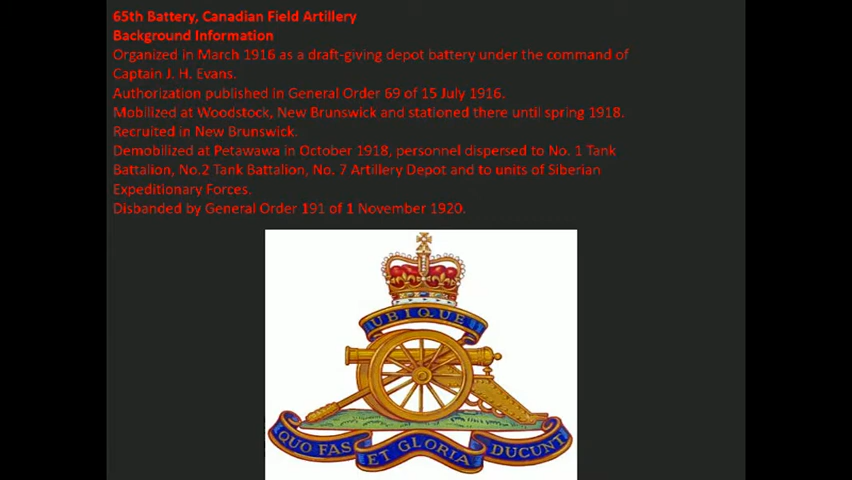 65th Battery, Canadian Field Artillery
Background Information
Organized in March 1916 as a draft-giving depot battery under the command of
Captain J. H. Evans.
Authorization published in General Order 69 of 15 July 1916.
Mobilized at Woodstock, New Brunswick and stationed there until spring 1918.
Recruited in New Brunswick.
Demobilized at Petawawa in October 1918, personnel dispersed to No. 1 Tank
Battalion, No.2 Tank Battalion, No. 7 Artillery Depot and to units of Siberian
Expeditionary Forces.
Disbanded by General Order 191 of 1 November 1920.
UBIQUE
QUO FAS ET GLORIA DUCUNT